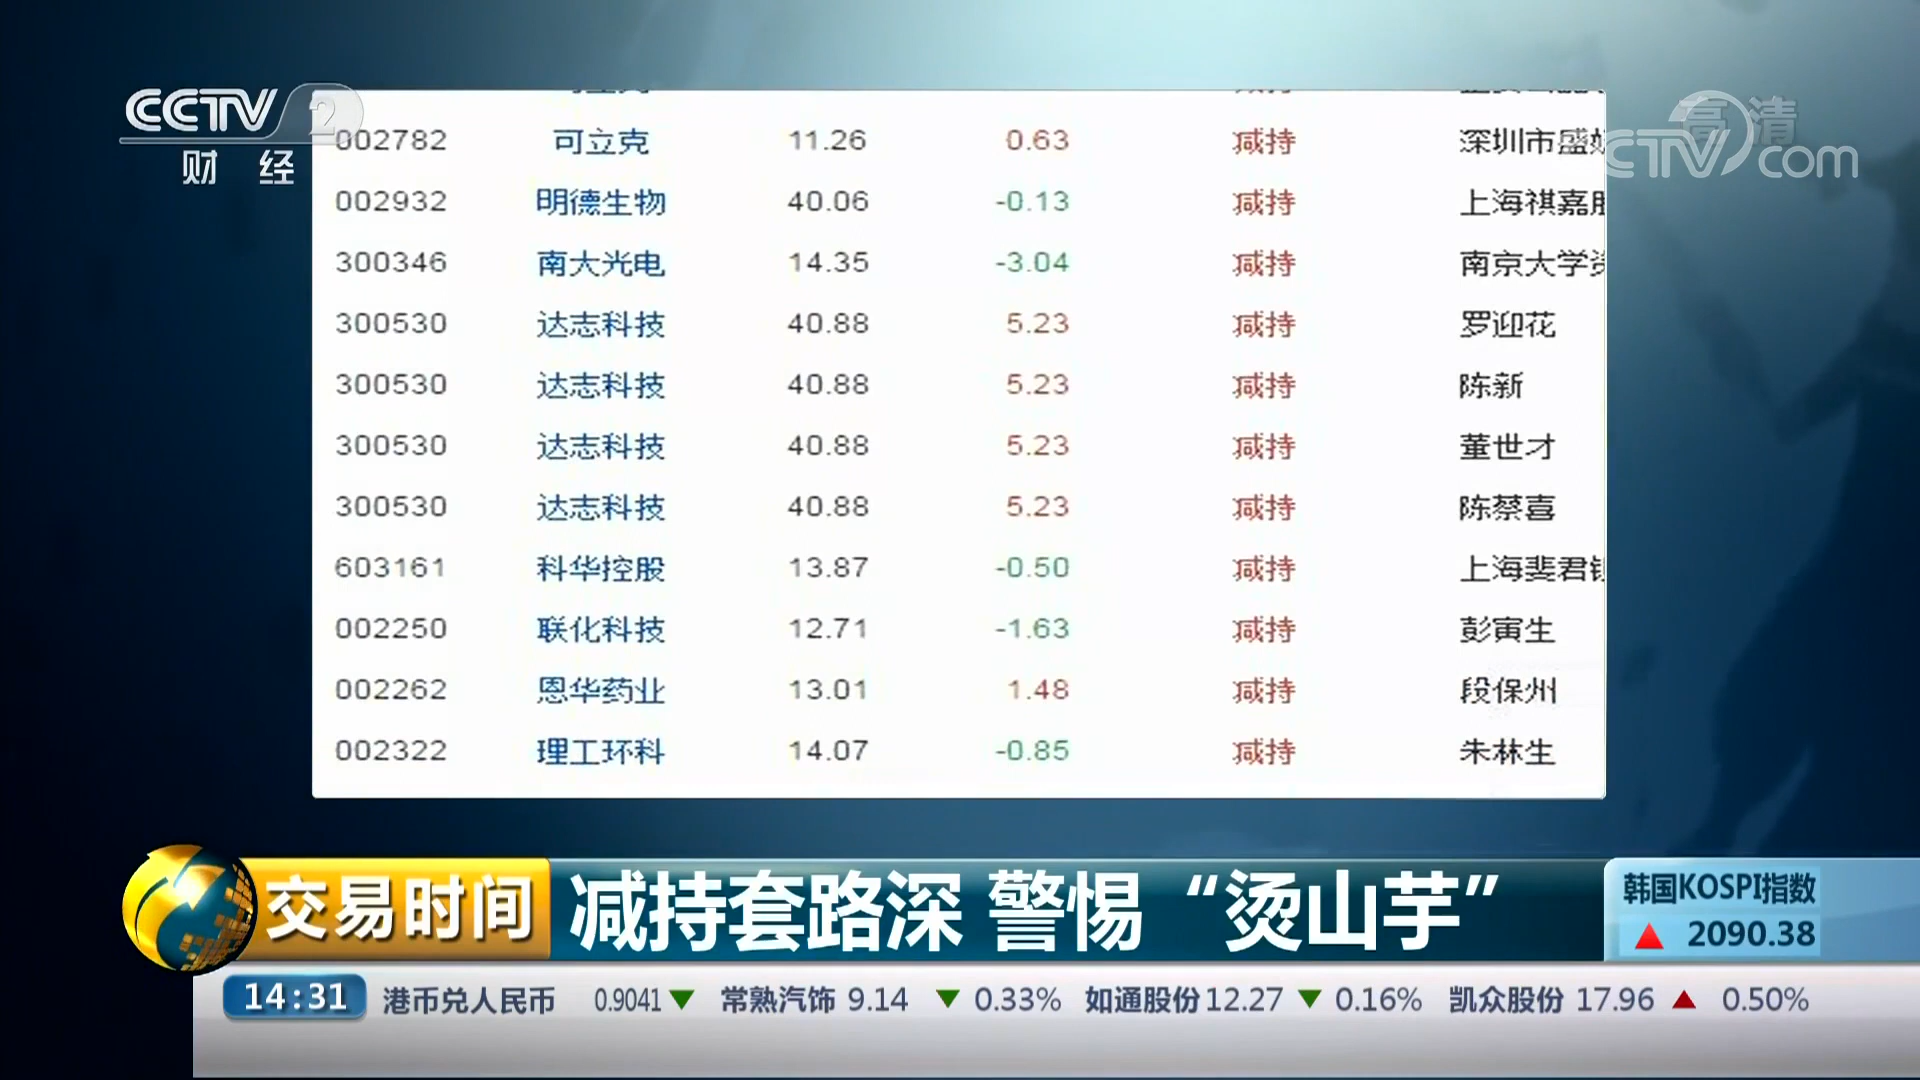 CCTV 2
财 经
高清
CTV com
002782 可立克 11.26 0.63 减持 深圳市盛
002932 明德生物 40.06 -0.13 减持 上海祺嘉股
300346 南大光电 14.35 -3.04 减持 南京大学资
300530 达志科技 40.88 5.23 减持 罗迎花
300530 达志科技 40.88 5.23 减持 陈新
300530 达志科技 40.88 5.23 减持 董世才
300530 达志科技 40.88 5.23 减持 陈蔡喜
603161 科华控股 13.87 -0.50 减持 上海斐君
002250 联化科技 12.71 -1.63 减持 彭寅生
002262 恩华药业 13.01 1.48 减持 段保州
002322 理工环科 14.07 -0.85 减持 朱林生
交易时间
减持套路深 警惕“烫山芋”
韩国KOSPI指数
▲ 2090.38
14:31 港币兑人民币 0.9041▼ 常熟汽饰 9.14 ▼ 0.33% 如通股份12.27 ▼ 0.16% 凯众股份 17.96 ▲ 0.50%